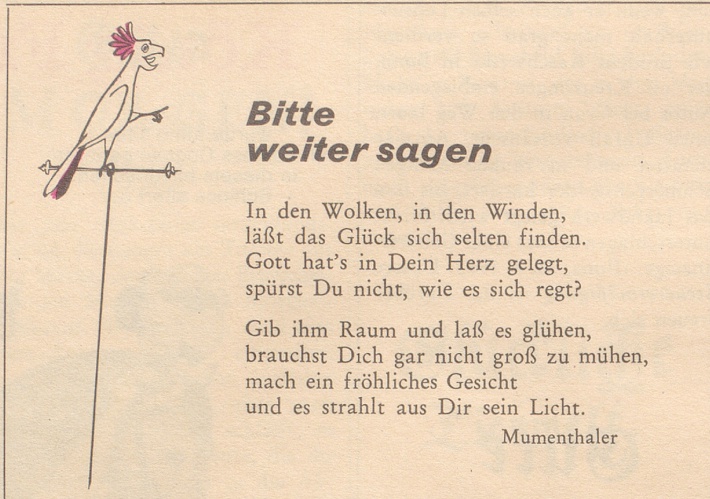 Bitte
weiter sagen
In den Wolken, in den Winden,
läßt das Glück sich selten finden.
Gott hat's in Dein Herz gelegt,
spürst Du nicht, wie es sich regt?
Gib ihm Raum und laß es glühen,
brauchst Dich gar nicht groß zu mühen,
mach ein fröhliches Gesicht
und es strahlt aus Dir sein Licht.
Mumenthaler